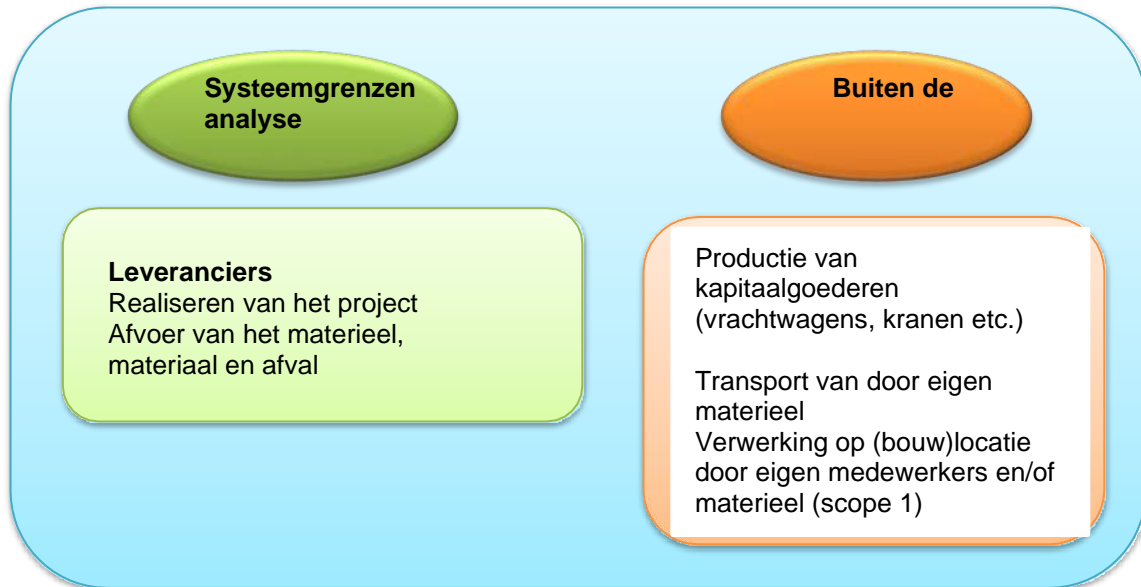 Systeemgrenzen
analyse
Buiten de
Leveranciers
Realiseren van het project
Afvoer van het materieel,
materiaal en afval
Productie van
kapitaalgoederen
(vrachtwagens, kranen etc.)
Transport van door eigen
materieel
Verwerking op (bouw)locatie
door eigen medewerkers en/of
materieel (scope 1)